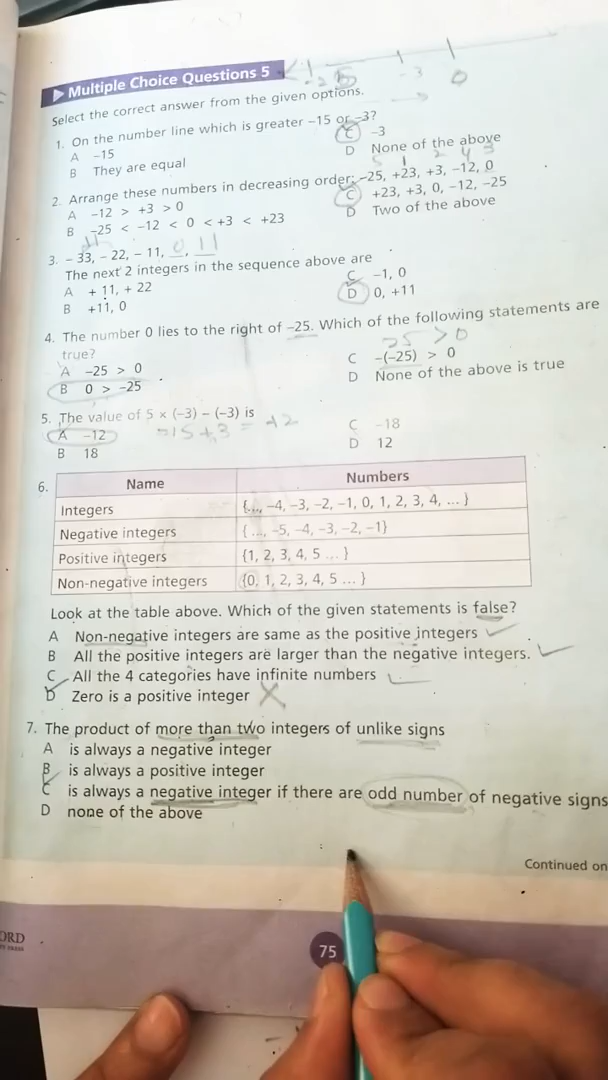 Multiple Choice Questions 5
Select the correct answer from the given options.
1. On the number line which is greater –15 or –3?
A –15
C –3
B They are equal
D None of the above
2. Arrange these numbers in decreasing order: –25, +23, +3, –12, 0
A –12 > +3 > 0
C +23, +3, 0, –12, –25
B –25 < –12 < 0 < +3 < +23
D Two of the above
3. – 33, – 22, – 11, 0, 11
The next 2 integers in the sequence above are
A + 11, + 22
C –1, 0
B +11, 0
D 0, +11
4. The number 0 lies to the right of –25. Which of the following statements are
true?
25 > 0
A –25 > 0
C –(–25) > 0
B 0 > –25
D None of the above is true
5. The value of 5 × (–3) – (–3) is
A –12
C –18
B 18
D 12
6. Name Numbers
Integers {..., –4, –3, –2, –1, 0, 1, 2, 3, 4, ... }
Negative integers { ..., –5, –4, –3, –2, –1}
Positive integers {1, 2, 3, 4, 5 ... }
Non-negative integers {0, 1, 2, 3, 4, 5 ... }
Look at the table above. Which of the given statements is false?
A Non-negative integers are same as the positive integers
B All the positive integers are larger than the negative integers.
C All the 4 categories have infinite numbers
D Zero is a positive integer
7. The product of more than two integers of unlike signs
A is always a negative integer
B is always a positive integer
C is always a negative integer if there are odd number of negative signs
D none of the above
Continued on
75